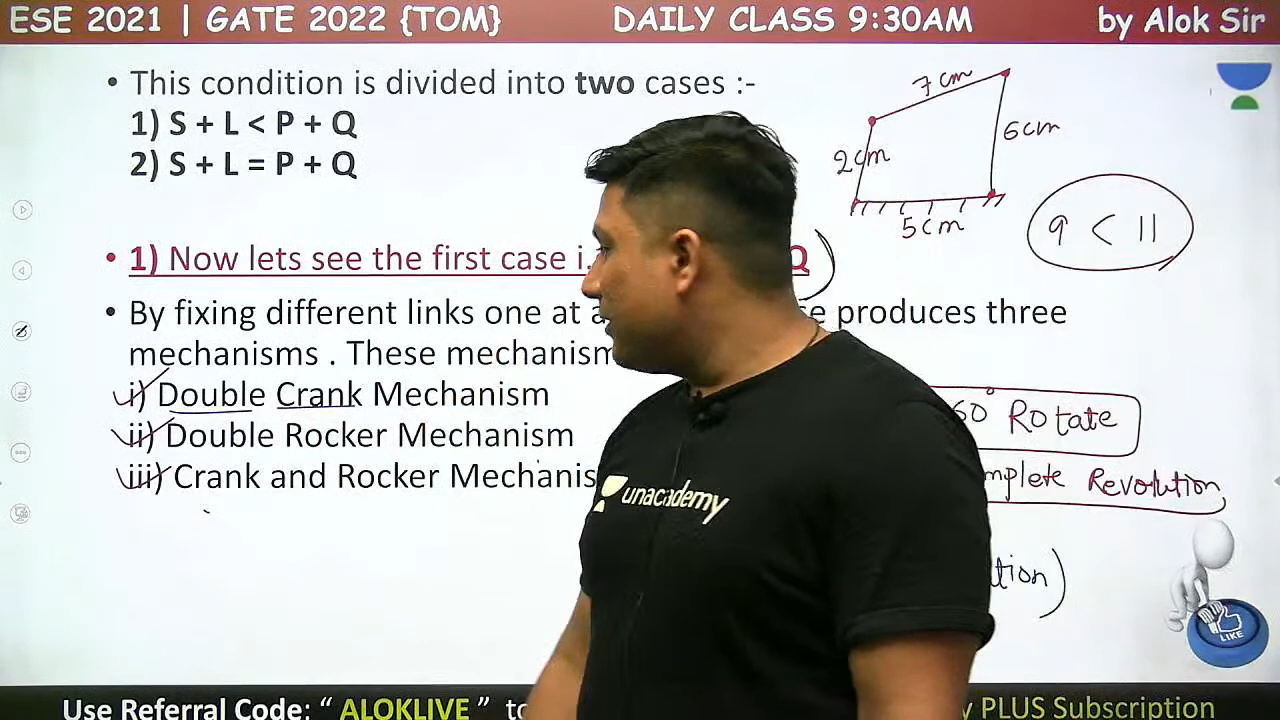 ESE 2021 | GATE 2022 {TOM} DAILY CLASS 9:30AM by Alok Sir
• This condition is divided into two cases :-
1) S + L < P + Q
2) S + L = P + Q
7 cm
2 cm
6 cm
5 cm
9 < 11
• 1) Now lets see the first case i. Q)
• By fixing different links one at a se produces three
mechanisms . These mechanism
i) Double Crank Mechanism
ii) Double Rocker Mechanism
iii) Crank and Rocker Mechanis
60° Rotate
mplete Revolution
tion)
unacademy
LIKE
Use Referral Code: “ ALOKLIVE ” to y PLUS Subscription